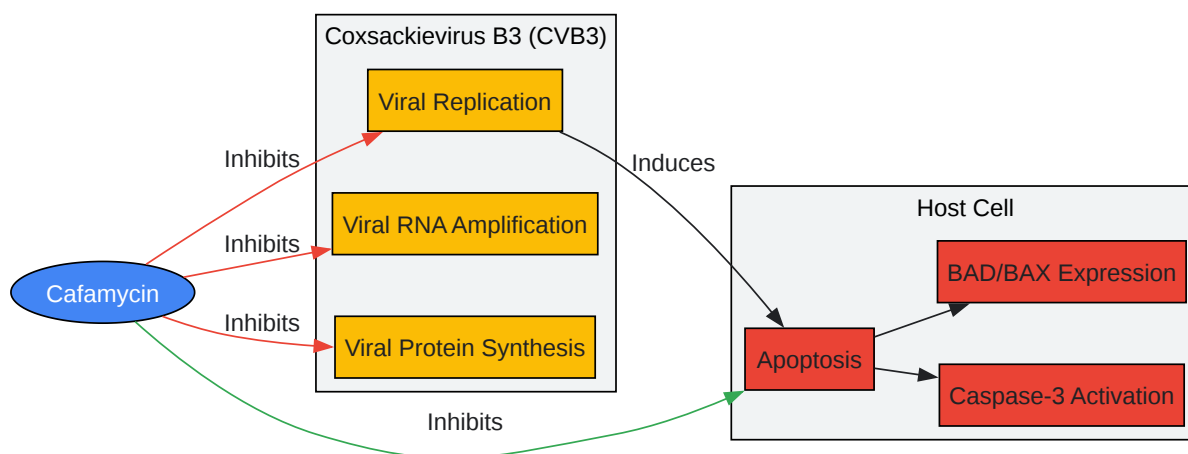 Coxsackievirus B3 (CVB3)
Viral Replication
Inhibits
Induces
Viral RNA Amplification
Host Cell
Inhibits
BAD/BAX Expression
Cafamycin
Inhibits
Viral Protein Synthesis
Apoptosis
Caspase-3 Activation
Inhibits